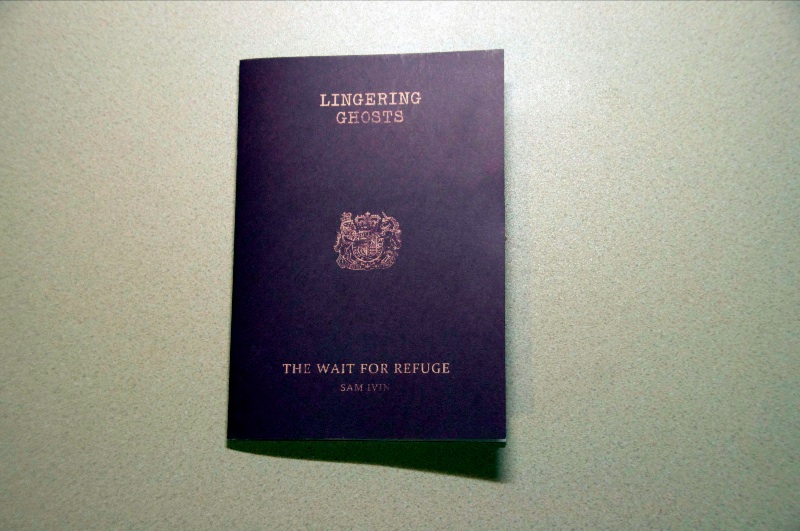 LINGERING
GHOSTS
THE WAIT FOR REFUGE
SAM IVIN